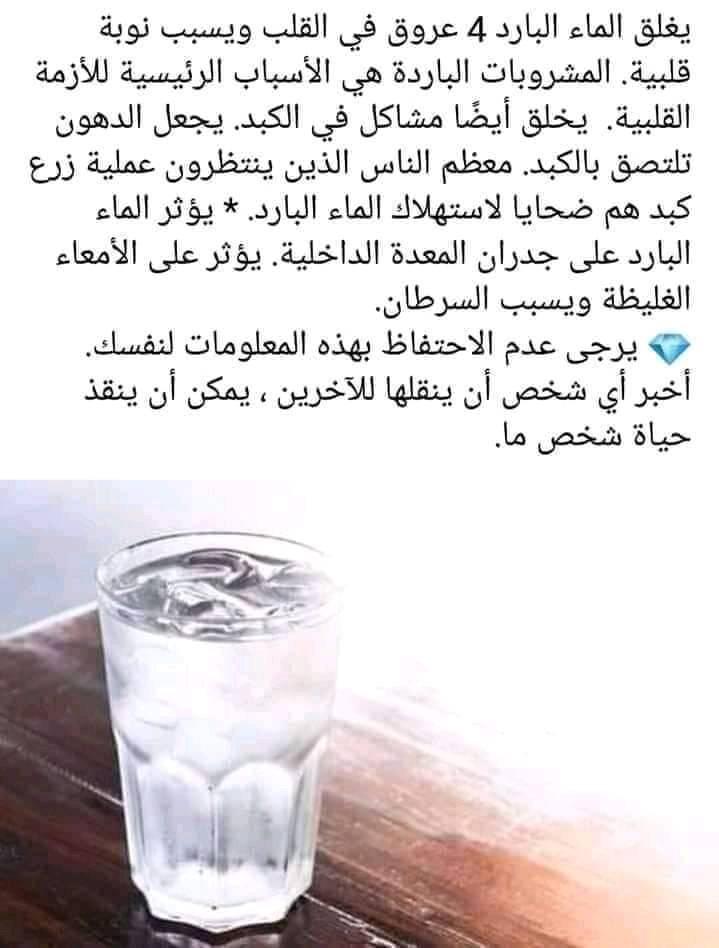 يغلق الماء البارد 4 عروق في القلب ويسبب نوبة
قلبية. المشروبات الباردة هي الأسباب الرئيسية للأزمة
القلبية. يخلق أيضًا مشاكل في الكبد. يجعل الدهون
تلتصق بالكبد. معظم الناس الذين ينتظرون عملية زرع
كبد هم ضحايا لاستهلاك الماء البارد. * يؤثر الماء
البارد على جدران المعدة الداخلية. يؤثر على الأمعاء
الغليظة ويسبب السرطان.
💎 يرجى عدم الاحتفاظ بهذه المعلومات لنفسك.
أخبر أي شخص أن ينقلها للآخرين ، يمكن أن ينقذ
حياة شخص ما.